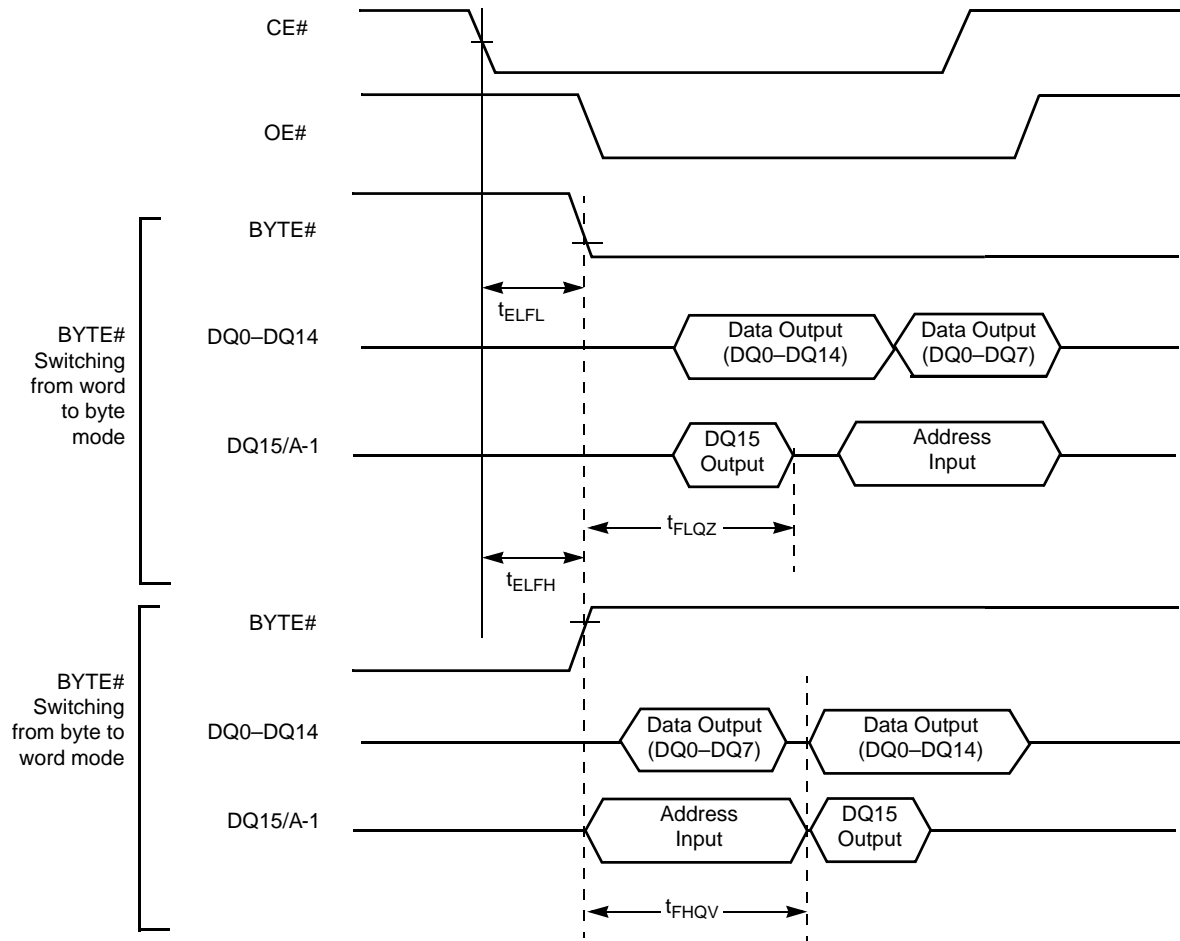 CE#
OE#
BYTE#
tELFL
BYTE#
Switching
from word
to byte
mode
DQ0–DQ14
Data Output
(DQ0–DQ14)
Data Output
(DQ0–DQ7)
DQ15/A-1
DQ15
Output
Address
Input
tFLQZ
tELFH
BYTE#
BYTE#
Switching
from byte to
word mode
DQ0–DQ14
Data Output
(DQ0–DQ7)
Data Output
(DQ0–DQ14)
DQ15/A-1
Address
Input
DQ15
Output
tFHQV